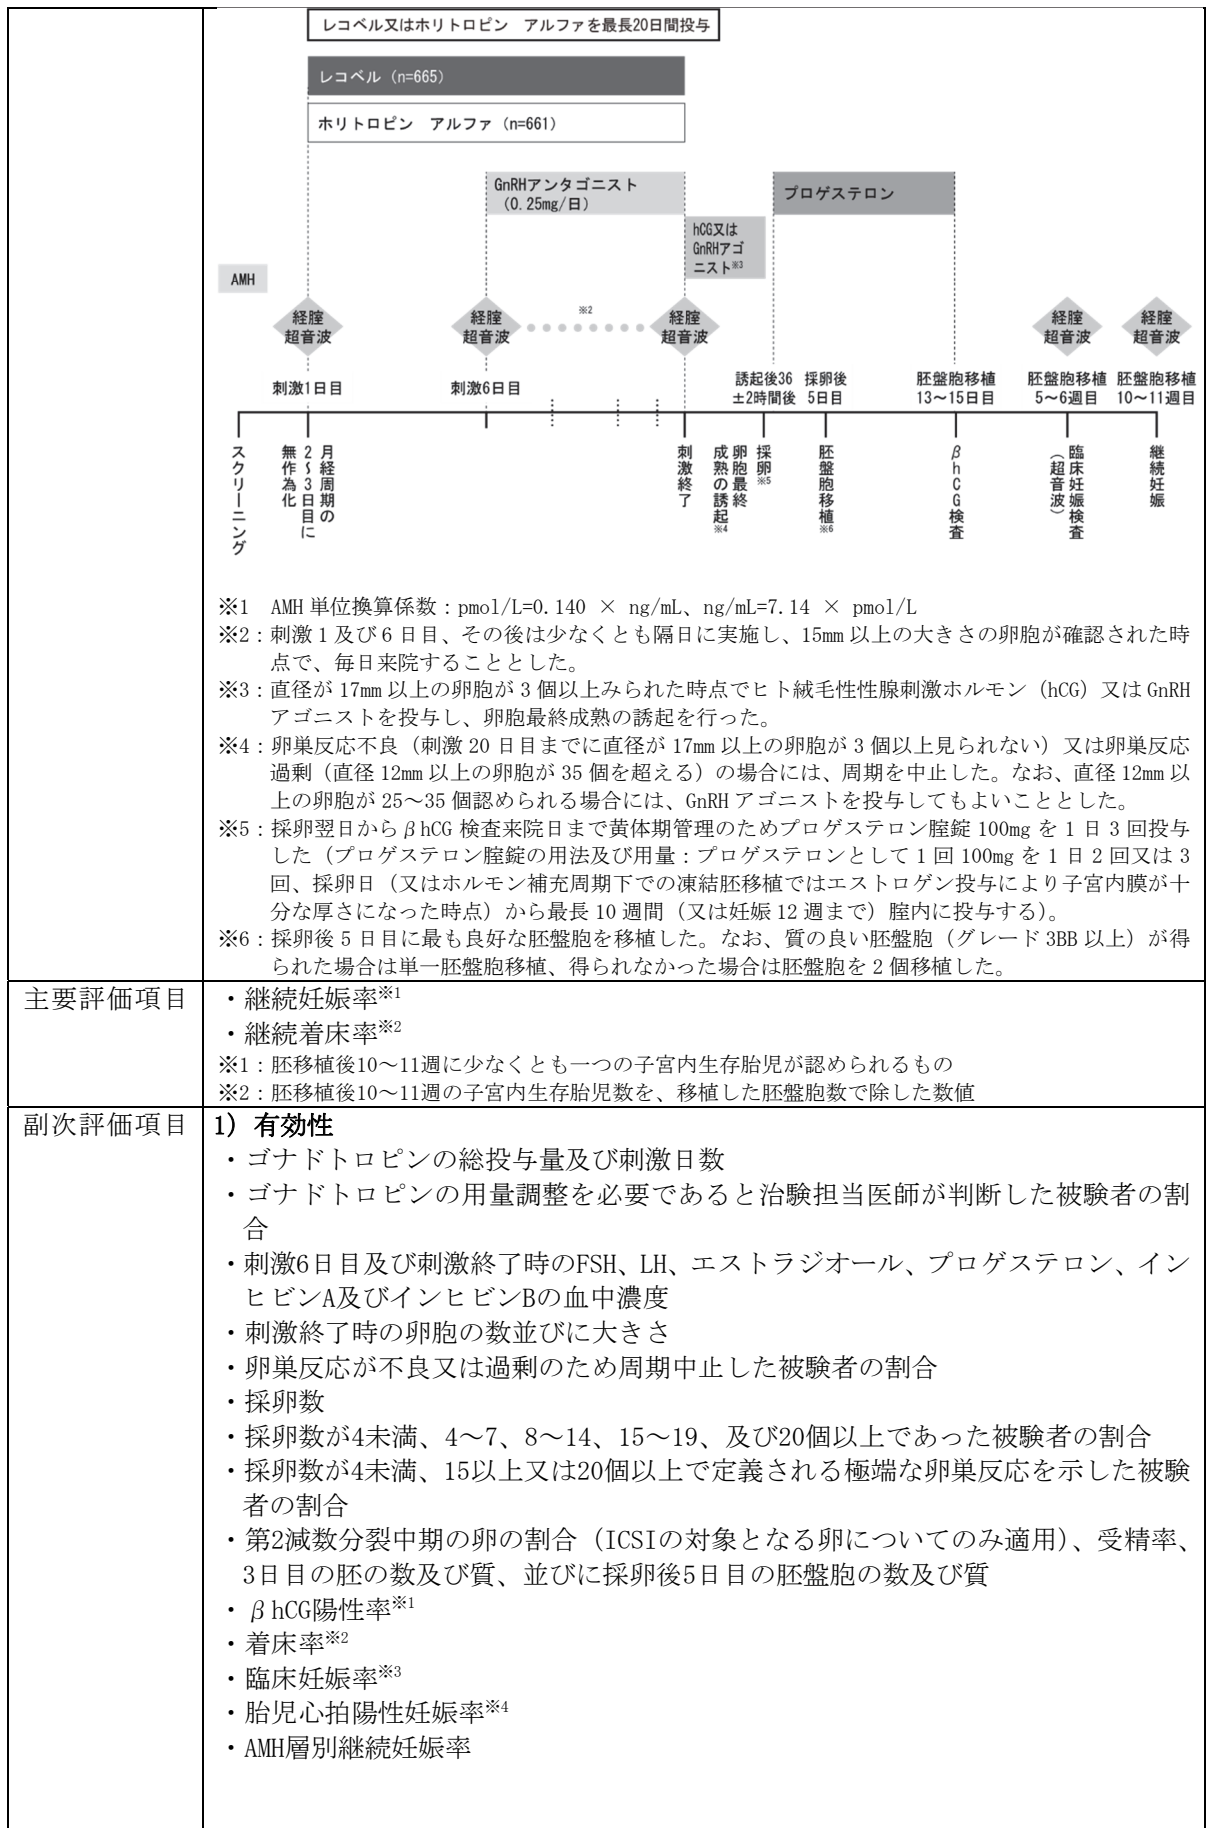 レコベル又はホリトロピン　アルファを最長20日間投与
レコベル（n=665）
ホリトロピン　アルファ（n=661）
GnRHアンタゴニスト
（0.25mg/日）
プロゲステロン
hCG又は
GnRHアゴ
ニスト※3
AMH
経腟
超音波
経腟
超音波
※2
経腟
超音波
経腟
超音波
経腟
超音波
刺激1日目
刺激6日目
誘起後36
±2時間後
採卵後
5日目
胚盤胞移植
13～15日目
胚盤胞移植
5～6週目
胚盤胞移植
10～11週目
スクリーニング
月経周期の
2～3日目に
無作為化
刺激終了
卵胞最終
成熟の誘起※4
採卵※5
胚盤胞移植※6
βhCG検査
臨床妊娠検査
（超音波）
継続妊娠
※1　AMH 単位換算係数：pmol/L=0.140 × ng/mL、ng/mL=7.14 × pmol/L
※2：刺激 1 及び 6 日目、その後は少なくとも隔日に実施し、15mm 以上の大きさの卵胞が確認された時
点で、毎日来院することとした。
※3：直径が 17mm 以上の卵胞が 3 個以上みられた時点でヒト絨毛性性腺刺激ホルモン（hCG）又は GnRH
アゴニストを投与し、卵胞最終成熟の誘起を行った。
※4：卵巣反応不良（刺激 20 日目までに直径が 17mm 以上の卵胞が 3 個以上見られない）又は卵巣反応
過剰（直径 12mm 以上の卵胞が 35 個を超える）の場合には、周期を中止した。なお、直径 12mm 以
上の卵胞が 25～35 個認められる場合には、GnRH アゴニストを投与してもよいこととした。
※5：採卵翌日からβhCG 検査来院日まで黄体期管理のためプロゲステロン腟錠 100mg を 1 日 3 回投与
した（プロゲステロン腟錠の用法及び用量：プロゲステロンとして 1 回 100mg を 1 日 2 回又は 3
回、採卵日（又はホルモン補充周期下での凍結胚移植ではエストロゲン投与により子宮内膜が十
分な厚さになった時点）から最長 10 週間（又は妊娠 12 週まで）腟内に投与する）。
※6：採卵後 5 日目に最も良好な胚盤胞を移植した。なお、質の良い胚盤胞（グレード 3BB 以上）が得
られた場合は単一胚盤胞移植、得られなかった場合は胚盤胞を 2 個移植した。
主要評価項目
・継続妊娠率※1
・継続着床率※2
※1：胚移植後10～11週に少なくとも一つの子宮内生存胎児が認められるもの
※2：胚移植後10～11週の子宮内生存胎児数を、移植した胚盤胞数で除した数値
副次評価項目
1) 有効性
・ゴナドトロピンの総投与量及び刺激日数
・ゴナドトロピンの用量調整を必要であると治験担当医師が判断した被験者の割
合
・刺激6日目及び刺激終了時のFSH、LH、エストラジオール、プロゲステロン、イン
ヒビンA及びインヒビンBの血中濃度
・刺激終了時の卵胞の数並びに大きさ
・卵巣反応が不良又は過剰のため周期中止した被験者の割合
・採卵数
・採卵数が4未満、4～7、8～14、15～19、及び20個以上であった被験者の割合
・採卵数が4未満、15以上又は20個以上で定義される極端な卵巣反応を示した被験
者の割合
・第2減数分裂中期の卵の割合（ICSIの対象となる卵についてのみ適用）、受精率、
3日目の胚の数及び質、並びに採卵後5日目の胚盤胞の数及び質
・βhCG陽性率※1
・着床率※2
・臨床妊娠率※3
・胎児心拍陽性妊娠率※4
・AMH層別継続妊娠率